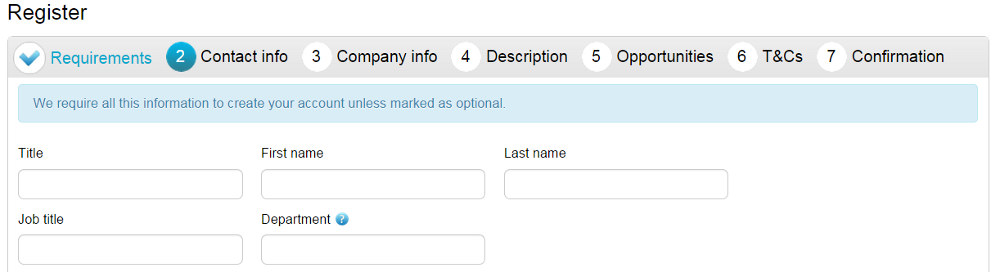 Register
Requirements 2 Contact info 3 Company info 4 Description 5 Opportunities 6 T&Cs 7 Confirmation
We require all this information to create your account unless marked as optional.
Title First name Last name
Job title Department ?